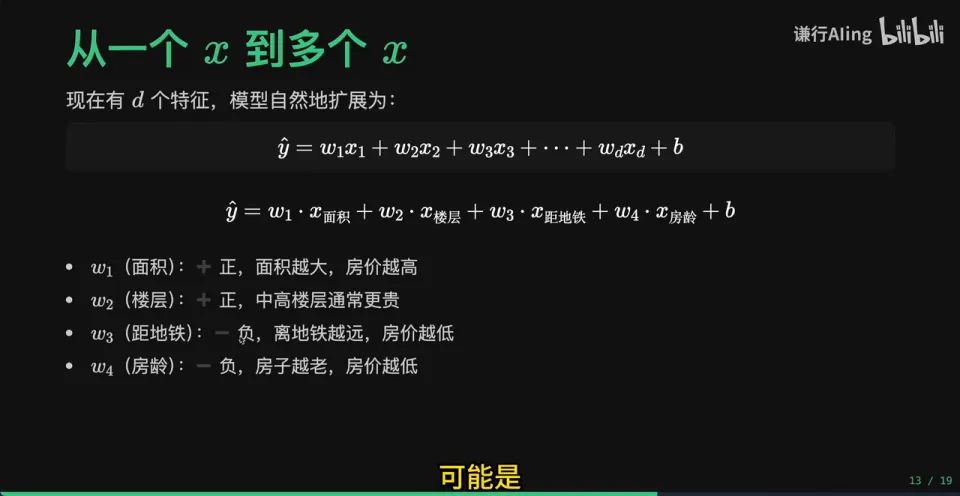 从一个 x 到多个 x
谦行AIing bilibili
现在有 d 个特征，模型自然地扩展为：
ŷ = w₁x₁ + w₂x₂ + w₃x₃ + ⋯ + w_d x_d + b
ŷ = w₁ · x面积 + w₂ · x楼层 + w₃ · x距地铁 + w₄ · x房龄 + b
• w₁（面积）：+ 正，面积越大，房价越高
• w₂（楼层）：+ 正，中高楼层通常更贵
• w₃（距地铁）：− 负，离地铁越远，房价越低
• w₄（房龄）：− 负，房子越老，房价越低
可能是
13 / 19